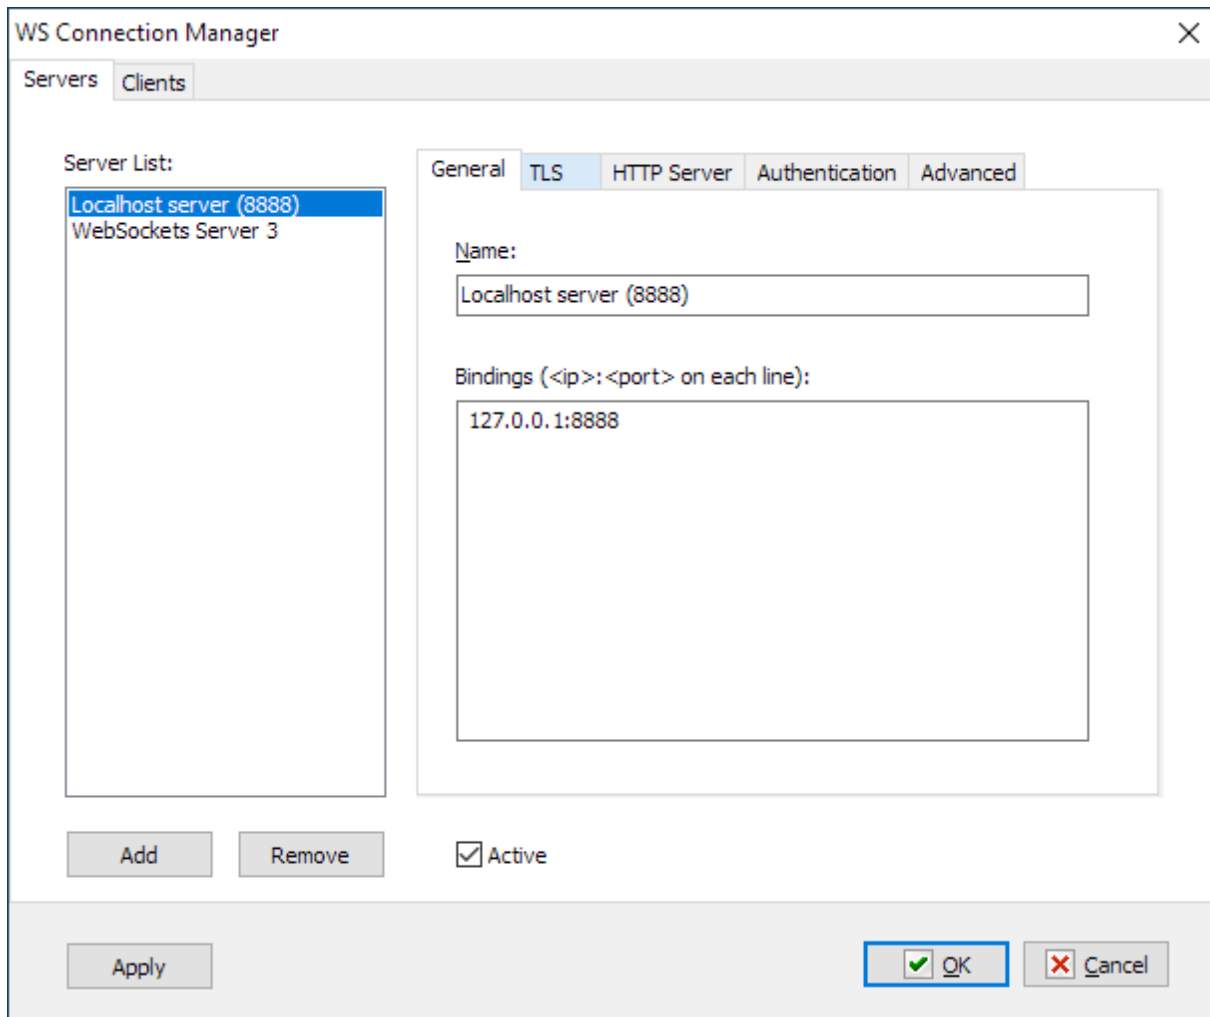 WS Connection Manager
Servers Clients
Server List:
Localhost server (8888)
WebSockets Server 3
General TLS HTTP Server Authentication Advanced
Name:
Localhost server (8888)
Bindings (<ip>:<port> on each line):
127.0.0.1:8888
Add Remove Active
Apply OK Cancel